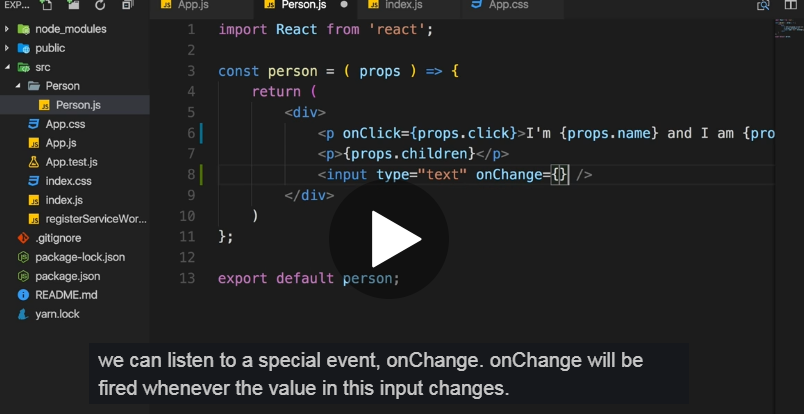 EXP...
App.js
Person.js
index.js
App.css
node_modules
public
src
Person
Person.js
App.css
App.js
App.test.js
index.css
index.js
registerServiceWor...
.gitignore
package-lock.json
package.json
README.md
yarn.lock
1 import React from 'react';
2
3 const person = ( props ) => {
4 return (
5 <div>
6 <p onClick={props.click}>I'm {props.name} and I am {pro
7 <p>{props.children}</p>
8 <input type="text" onChange={} />
9 </div>
10 )
11 };
12
13 export default person;
we can listen to a special event, onChange. onChange will be
fired whenever the value in this input changes.